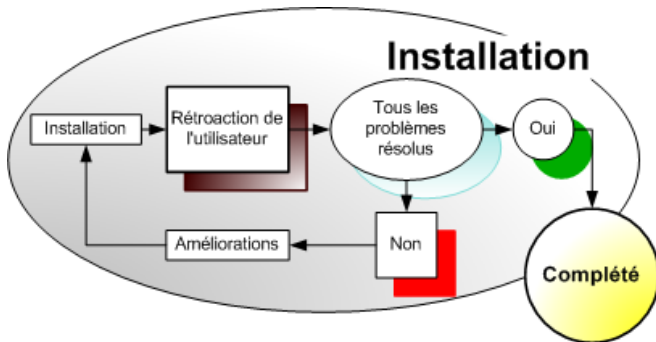 Installation
Installation
Rétroaction de
l'utilisateur
Tous les
problèmes
résolus
Oui
Améliorations
Non
Complété